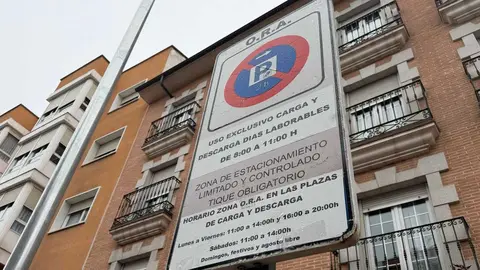 O.R.A.
P
USO EXCLUSIVO CARGA Y
DESCARGA DIAS LABORABLES
DE 8:00 A 11:00 H
ZONA DE ESTACIONAMIENTO
LIMITADO Y CONTROLADO
TIQUE OBLIGATORIO
HORARIO ZONA O.R.A. EN LAS PLAZAS
DE CARGA Y DESCARGA
Lunes a Viernes: 11:00 a 14:00h y 16:00 a 20:00h
Sábados: 11:00 a 14:00h
Domingos, festivos y agosto libre